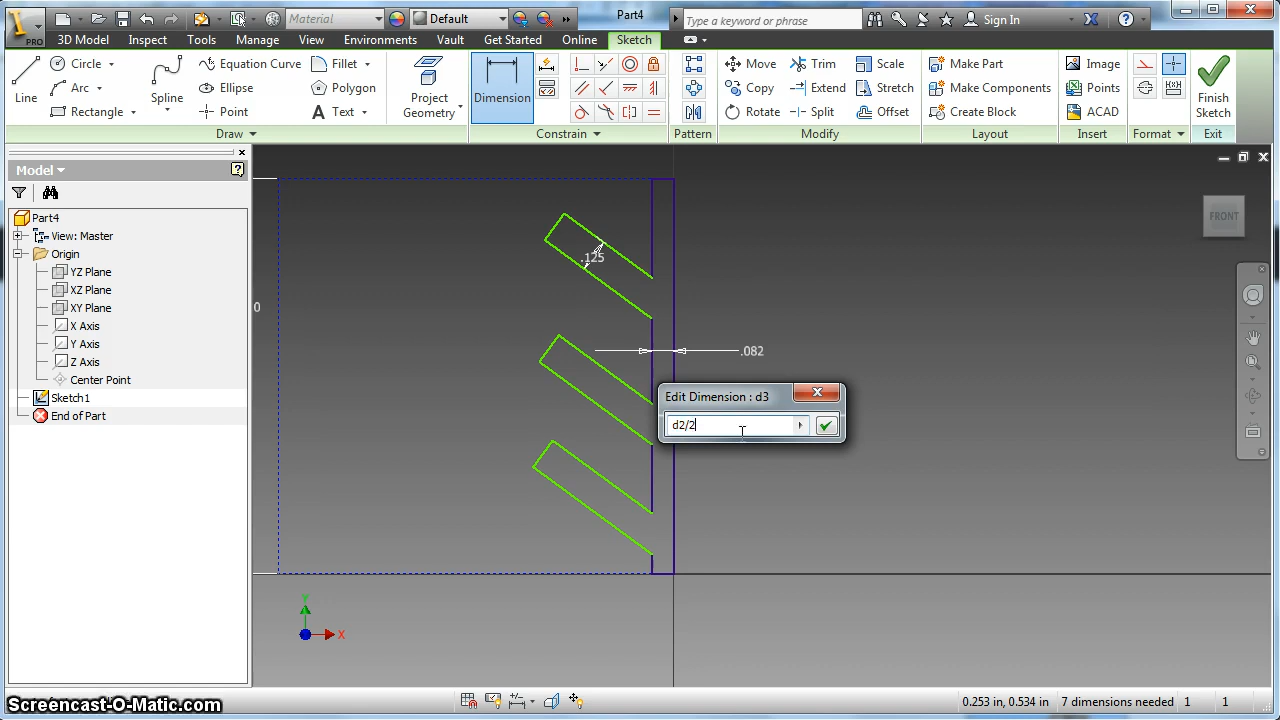 PRO
Material
Default
Part4
Type a keyword or phrase
Sign In
3D Model Inspect Tools Manage View Environments Vault Get Started Online Sketch
Line
Circle
Arc
Rectangle
Spline
Equation Curve
Ellipse
Point
Fillet
Polygon
Text
Project
Geometry
Dimension
Move
Copy
Rotate
Trim
Extend
Split
Scale
Stretch
Offset
Make Part
Make Components
Create Block
Image
Points
ACAD
Finish
Sketch
Draw
Constrain
Pattern
Modify
Layout
Insert
Format
Exit
Model
Part4
View: Master
Origin
YZ Plane
XZ Plane
XY Plane
X Axis
Y Axis
Z Axis
Center Point
Sketch1
End of Part
FRONT
.125
0
.082
Edit Dimension : d3
d2/2
Y
X
0.253 in, 0.534 in 7 dimensions needed 1 1
Screencast-O-Matic.com